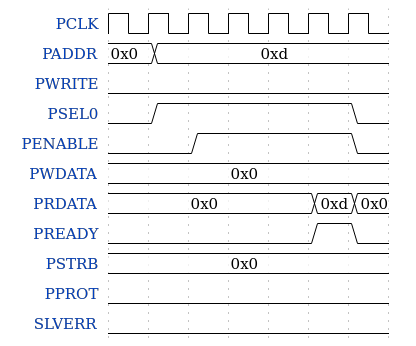 PCLK
PADDR 0x0 0xd
PWRITE
PSEL0
PENABLE
PWDATA 0x0
PRDATA 0x0 0xd 0x0
PREADY
PSTRB 0x0
PPROT
SLVERR